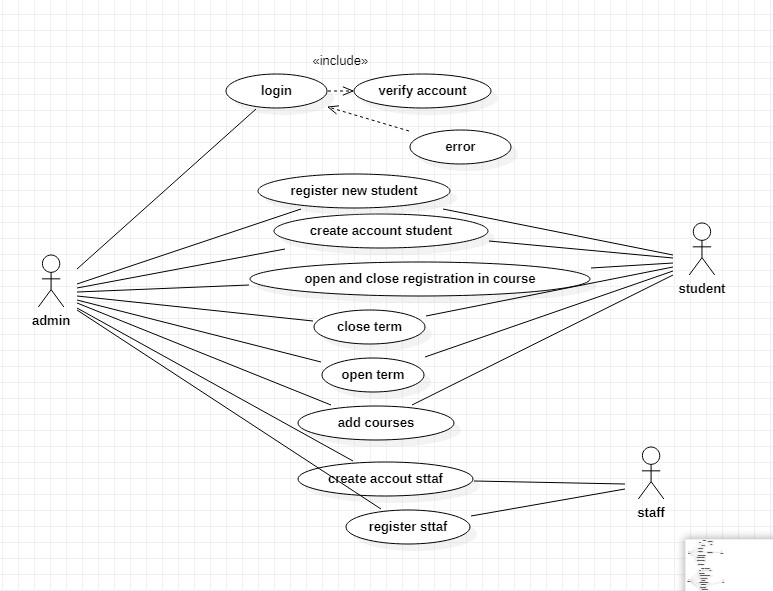 «include»
login
verify account
error
register new student
create account student
open and close registration in course
student
admin
close term
open term
add courses
create accout sttaf
staff
register sttaf